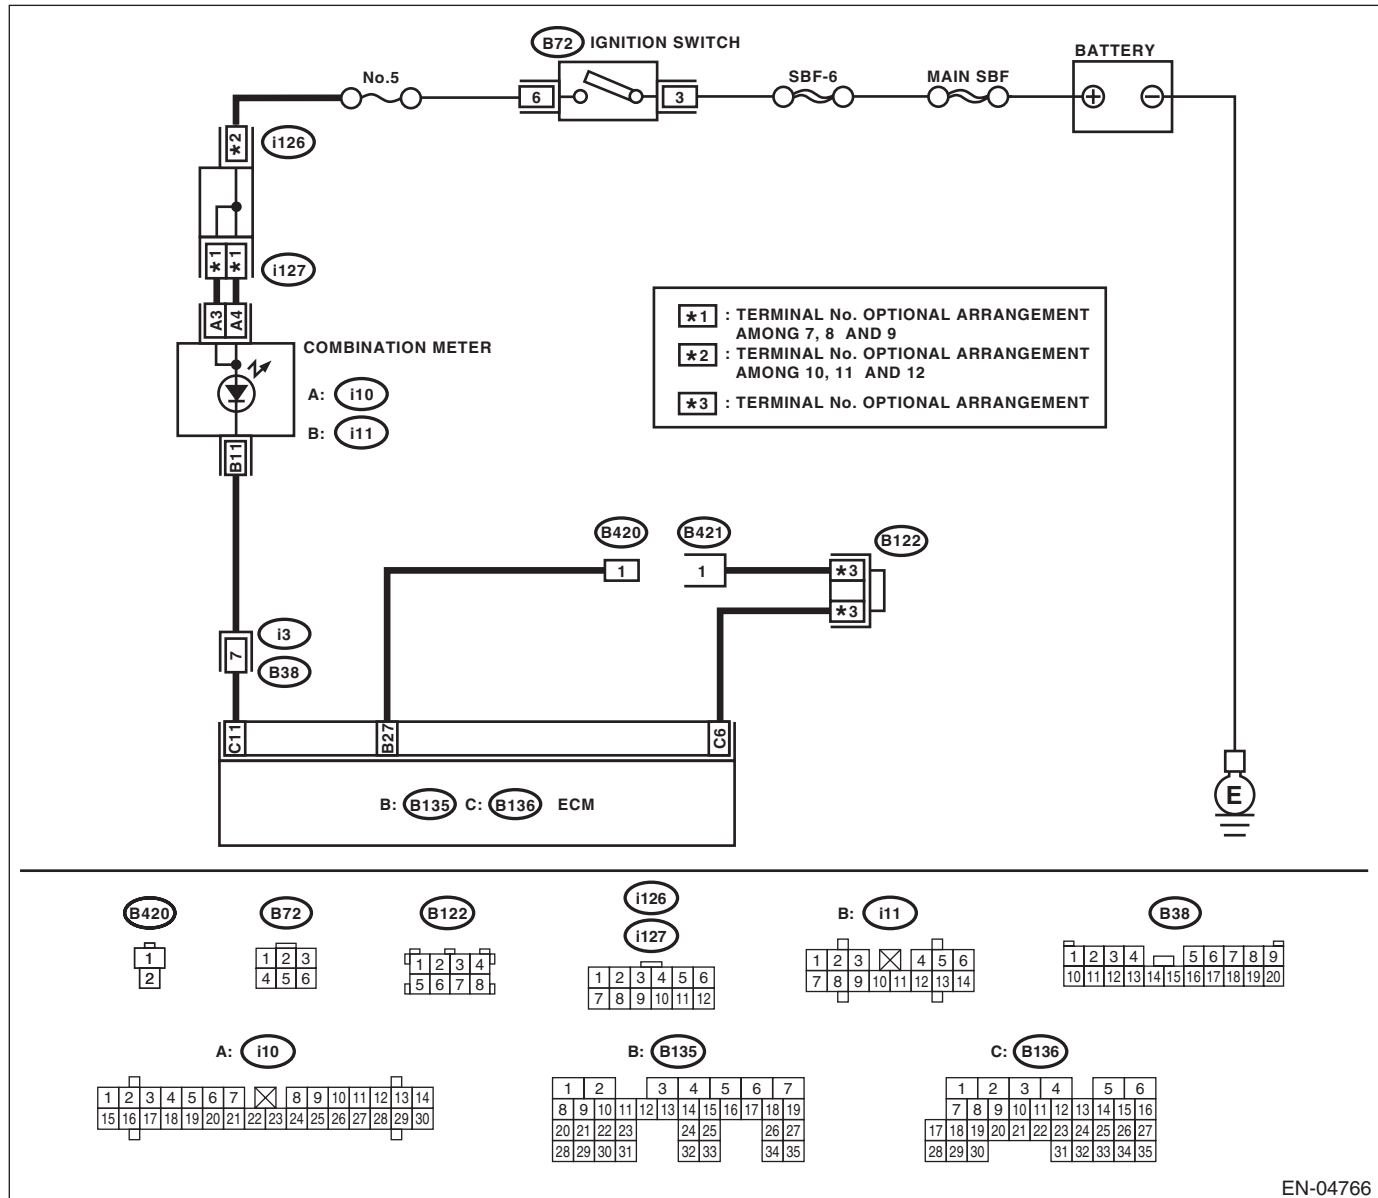 B72 IGNITION SWITCH
BATTERY
No.5
SBF-6
MAIN SBF
6
3
*2
i126
*1 *1
i127
A3 A4
COMBINATION METER
A: i10
B: i11
B11
*1 : TERMINAL No. OPTIONAL ARRANGEMENT
AMONG 7, 8 AND 9
*2 : TERMINAL No. OPTIONAL ARRANGEMENT
AMONG 10, 11 AND 12
*3 : TERMINAL No. OPTIONAL ARRANGEMENT
B420
B421
B122
1
1
*3
*3
i3
7
B38
C11
B27
C6
B: B135 C: B136 ECM
E
B420
1
2
B72
1 2 3
4 5 6
B122
1 2 3 4
5 6 7 8
i126
i127
1 2 3 4 5 6
7 8 9 10 11 12
B: i11
1 2 3 4 5 6
7 8 9 10 11 12 13 14
B38
1 2 3 4 5 6 7 8 9
10 11 12 13 14 15 16 17 18 19 20
A: i10
1 2 3 4 5 6 7 8 9 10 11 12 13 14
15 16 17 18 19 20 21 22 23 24 25 26 27 28 29 30
B: B135
1 2 3 4 5 6 7
8 9 10 11 12 13 14 15 16 17 18 19
20 21 22 23 24 25 26 27
28 29 30 31 32 33 34 35
C: B136
1 2 3 4 5 6
7 8 9 10 11 12 13 14 15 16
17 18 19 20 21 22 23 24 25 26 27
28 29 30 31 32 33 34 35
EN-04766